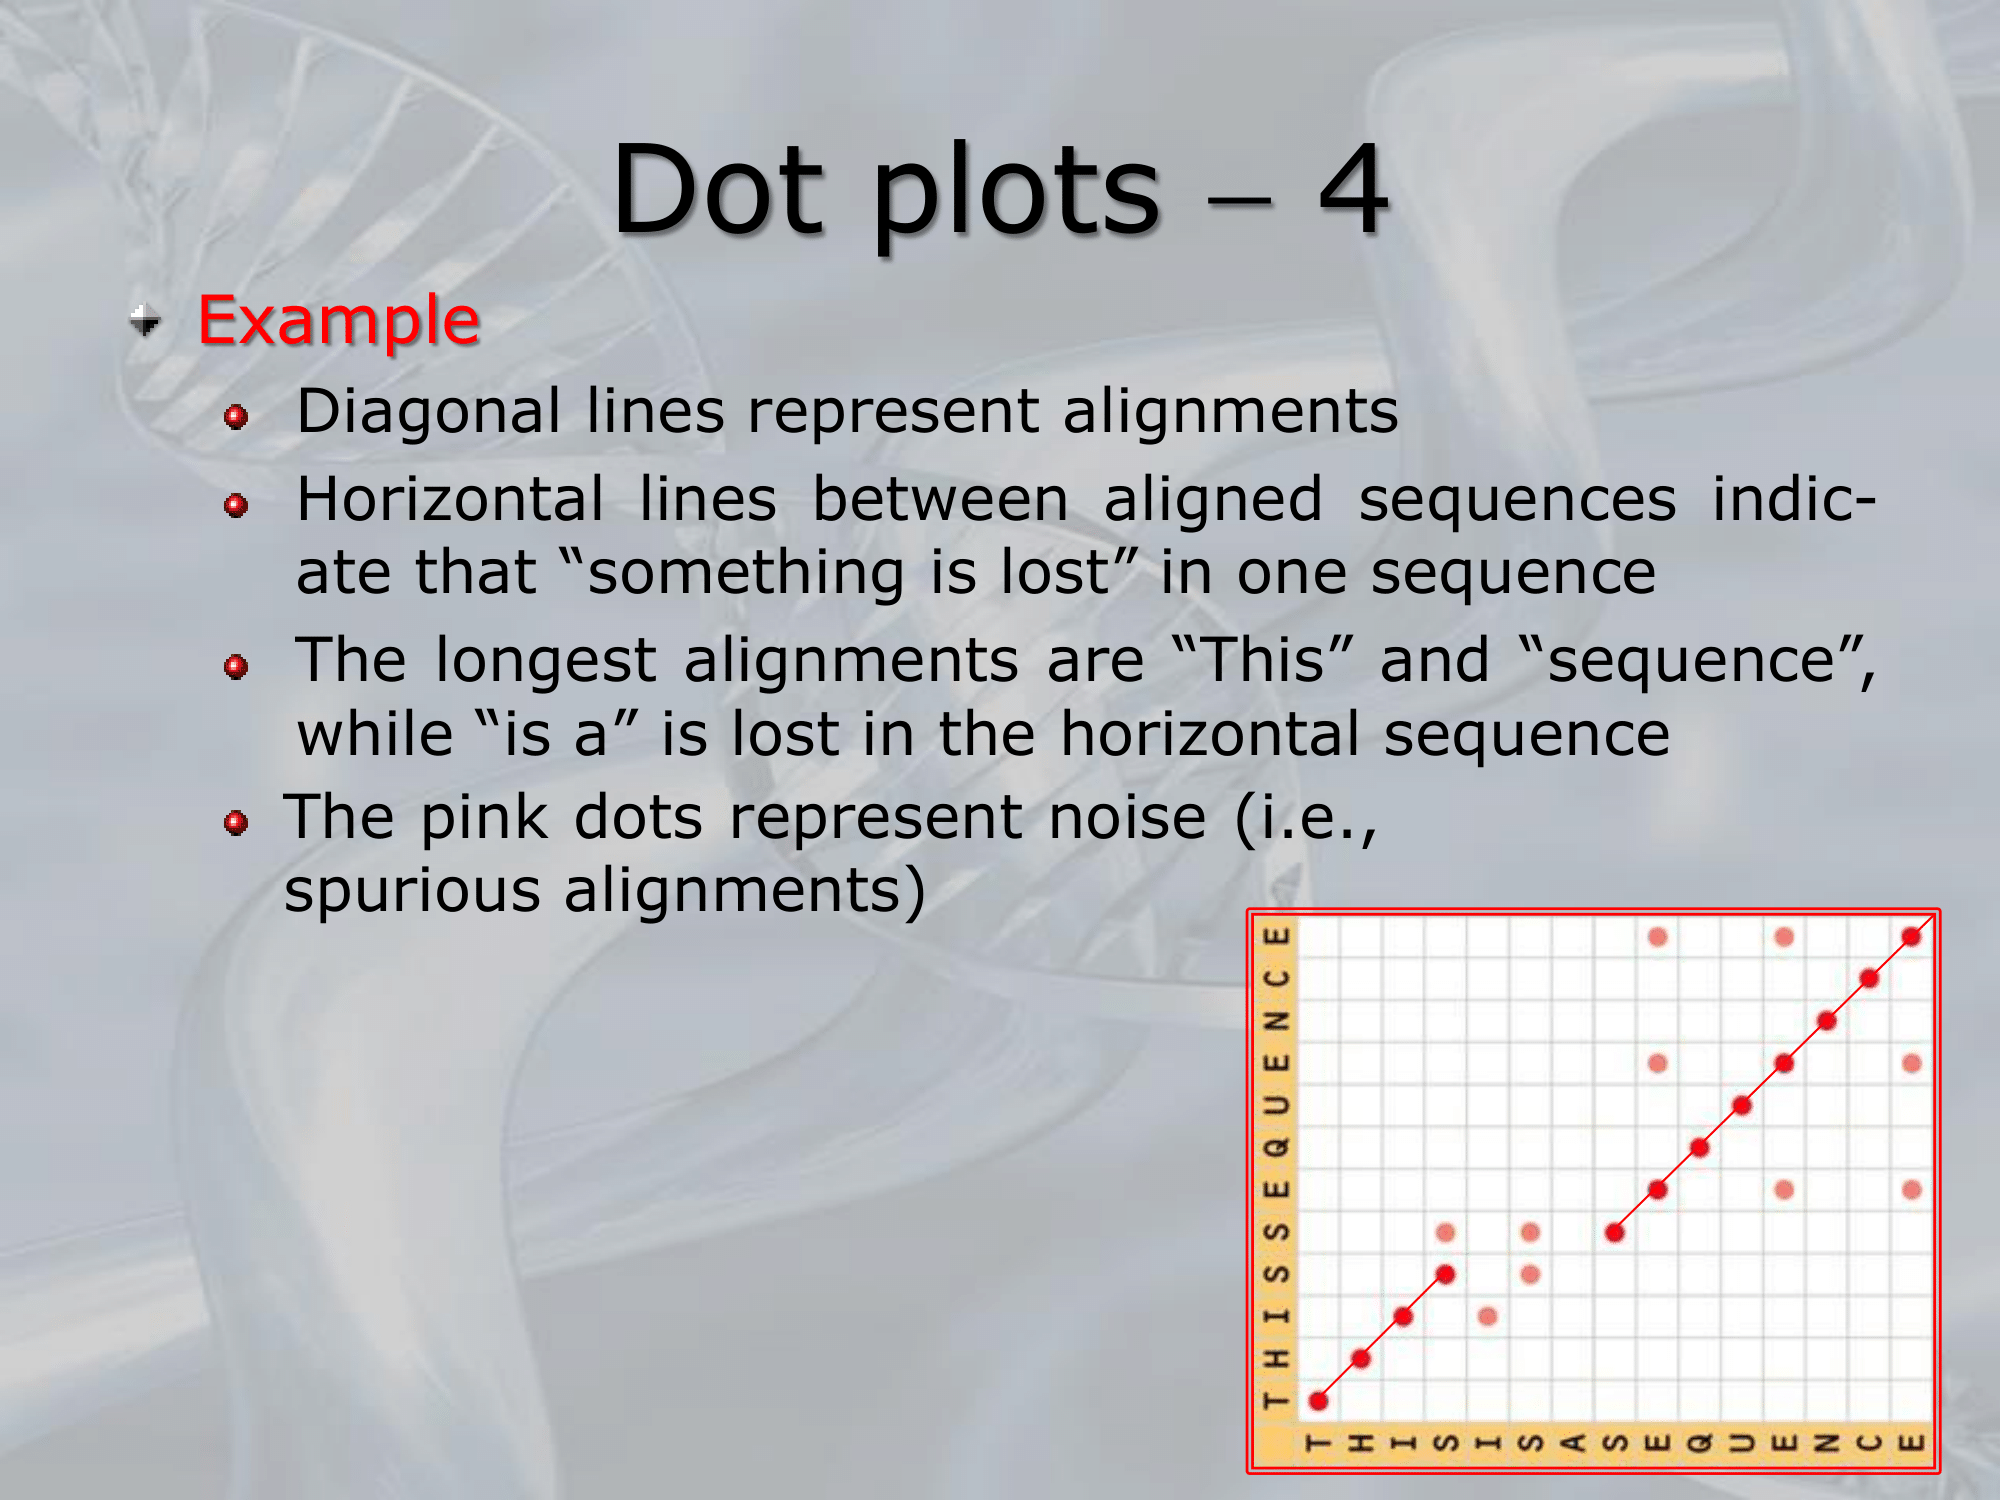 Dot plots – 4
Example
Diagonal lines represent alignments
Horizontal lines between aligned sequences indic-
ate that “something is lost” in one sequence
The longest alignments are “This” and “sequence”,
while “is a” is lost in the horizontal sequence
The pink dots represent noise (i.e.,
spurious alignments)
T H I S S E Q U E N C E
T H I S I S A S E Q U E N C E